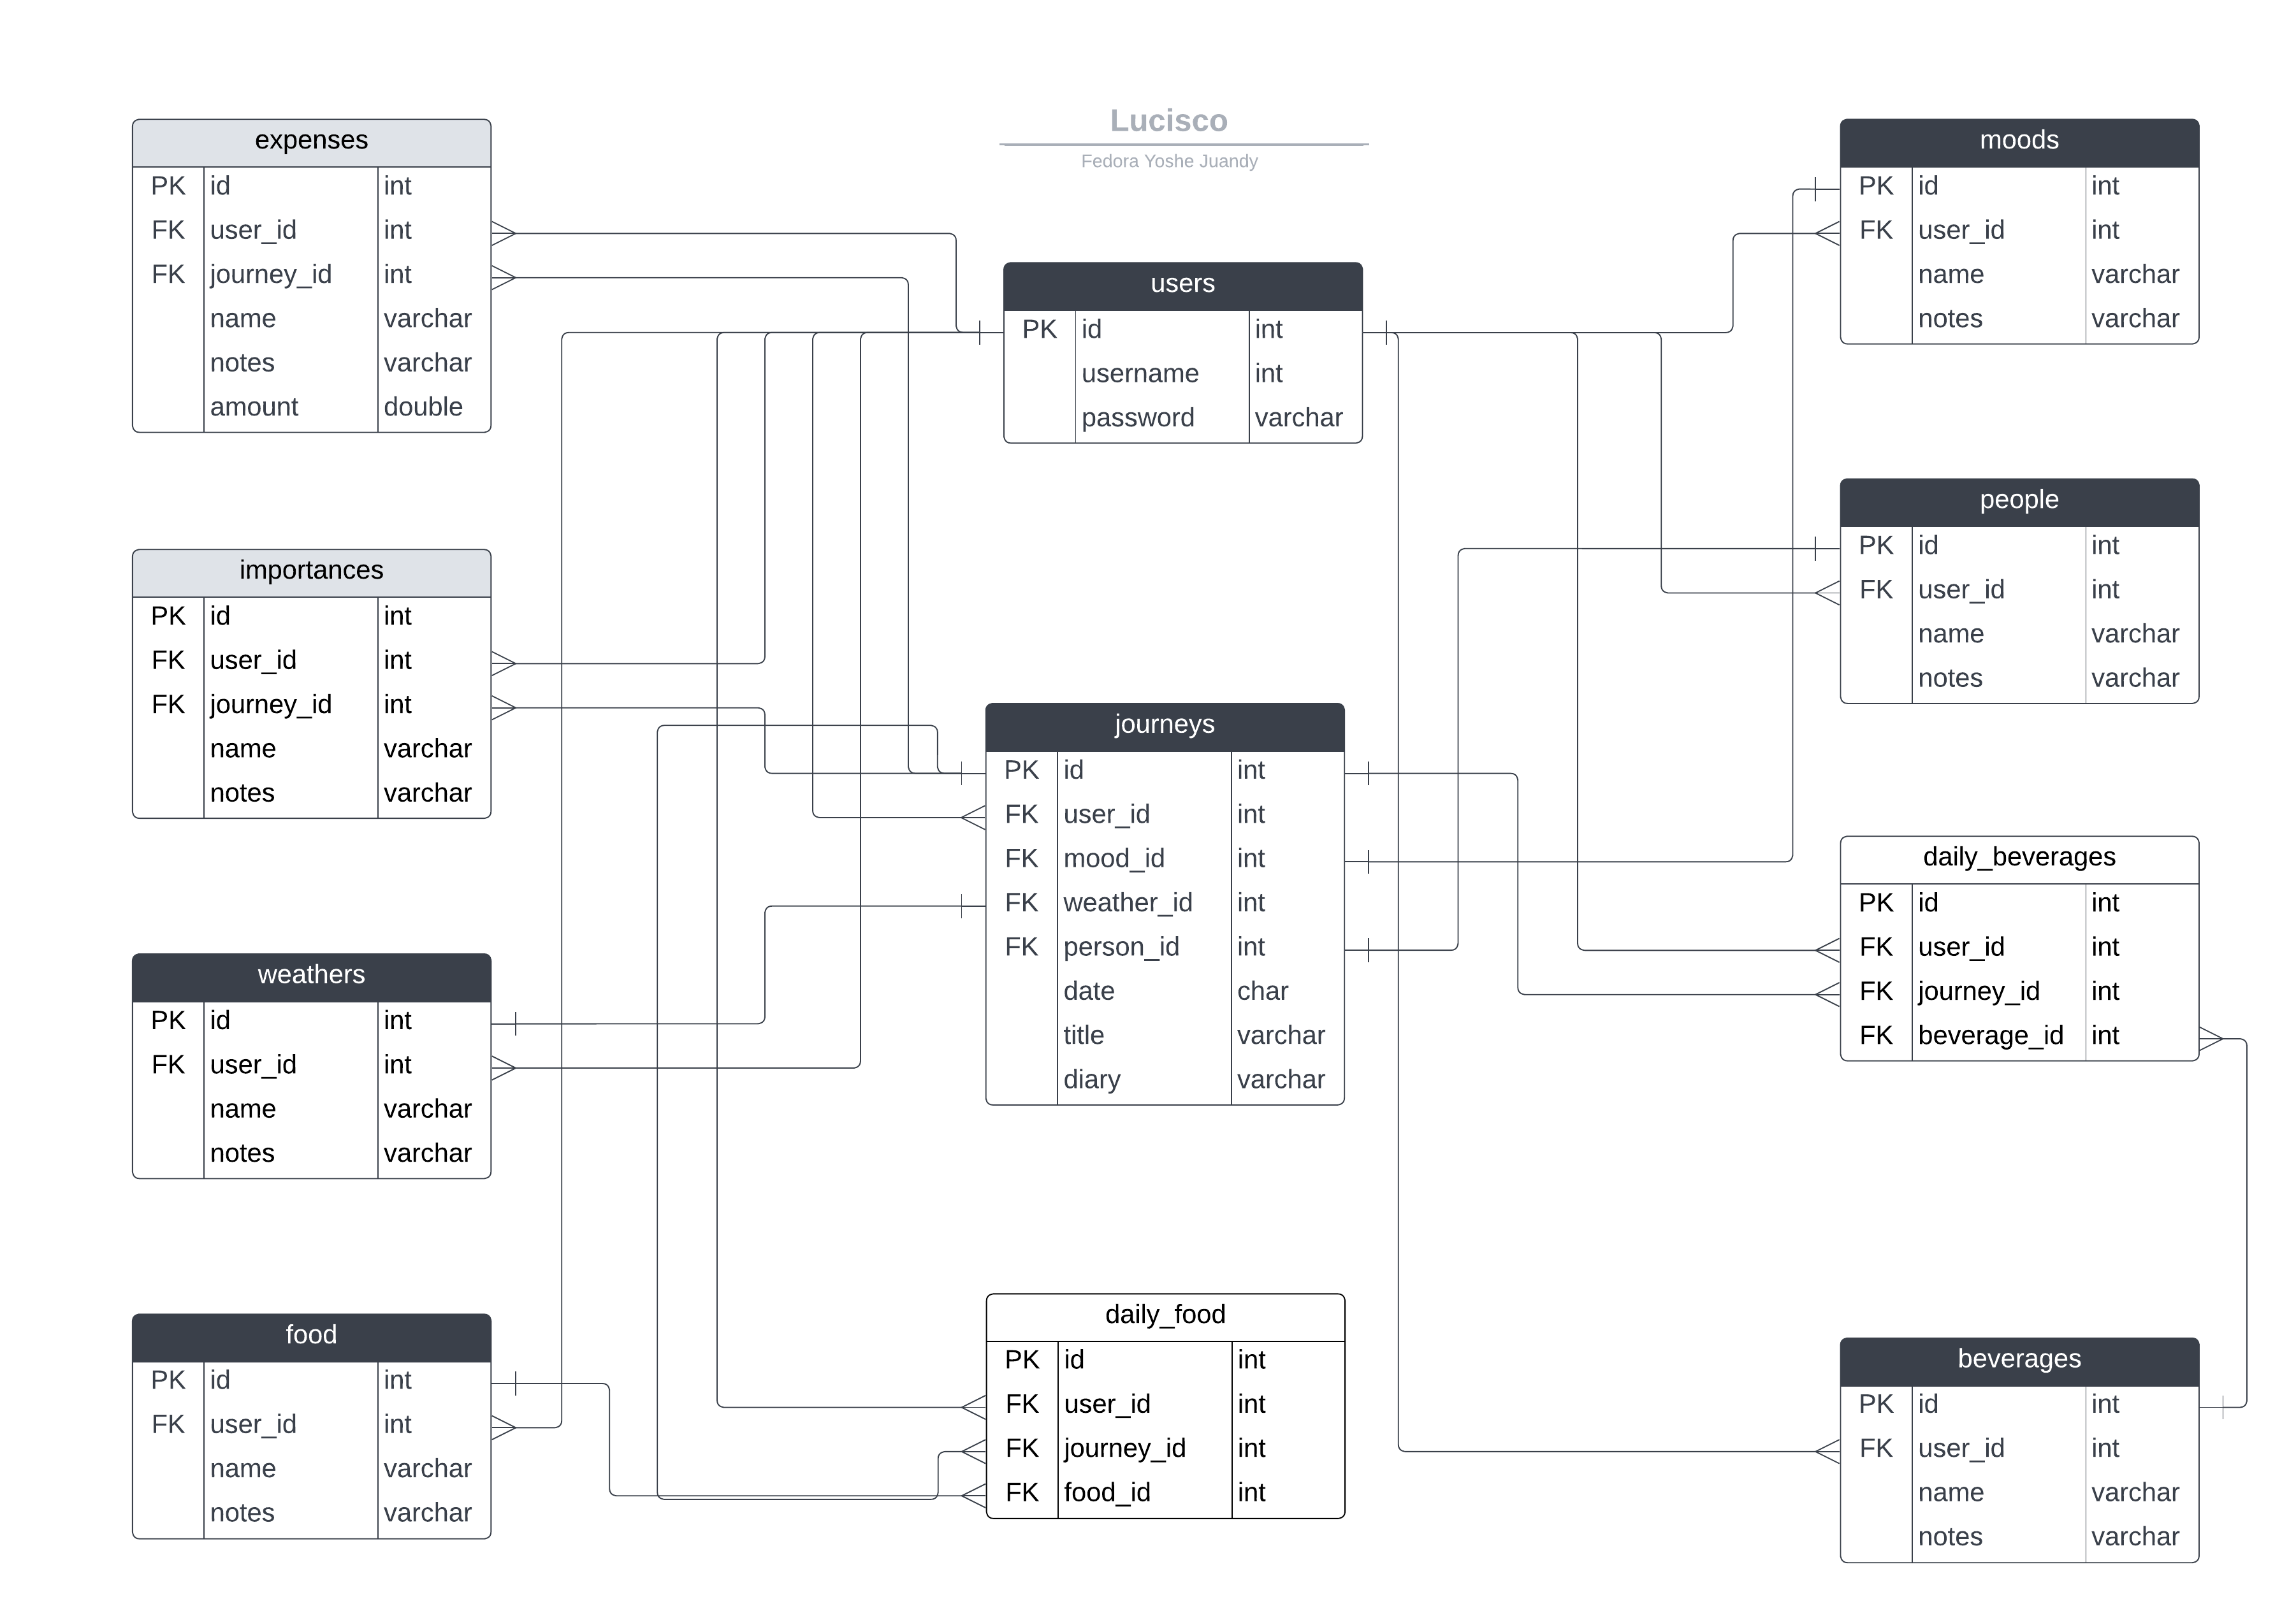 Lucisco
Fedora Yoshe Juandy
expenses
PK id int
FK user_id int
FK journey_id int
name varchar
notes varchar
amount double
importances
PK id int
FK user_id int
FK journey_id int
name varchar
notes varchar
weathers
PK id int
FK user_id int
name varchar
notes varchar
food
PK id int
FK user_id int
name varchar
notes varchar
users
PK id int
username int
password varchar
journeys
PK id int
FK user_id int
FK mood_id int
FK weather_id int
FK person_id int
date char
title varchar
diary varchar
daily_food
PK id int
FK user_id int
FK journey_id int
FK food_id int
moods
PK id int
FK user_id int
name varchar
notes varchar
people
PK id int
FK user_id int
name varchar
notes varchar
daily_beverages
PK id int
FK user_id int
FK journey_id int
FK beverage_id int
beverages
PK id int
FK user_id int
name varchar
notes varchar